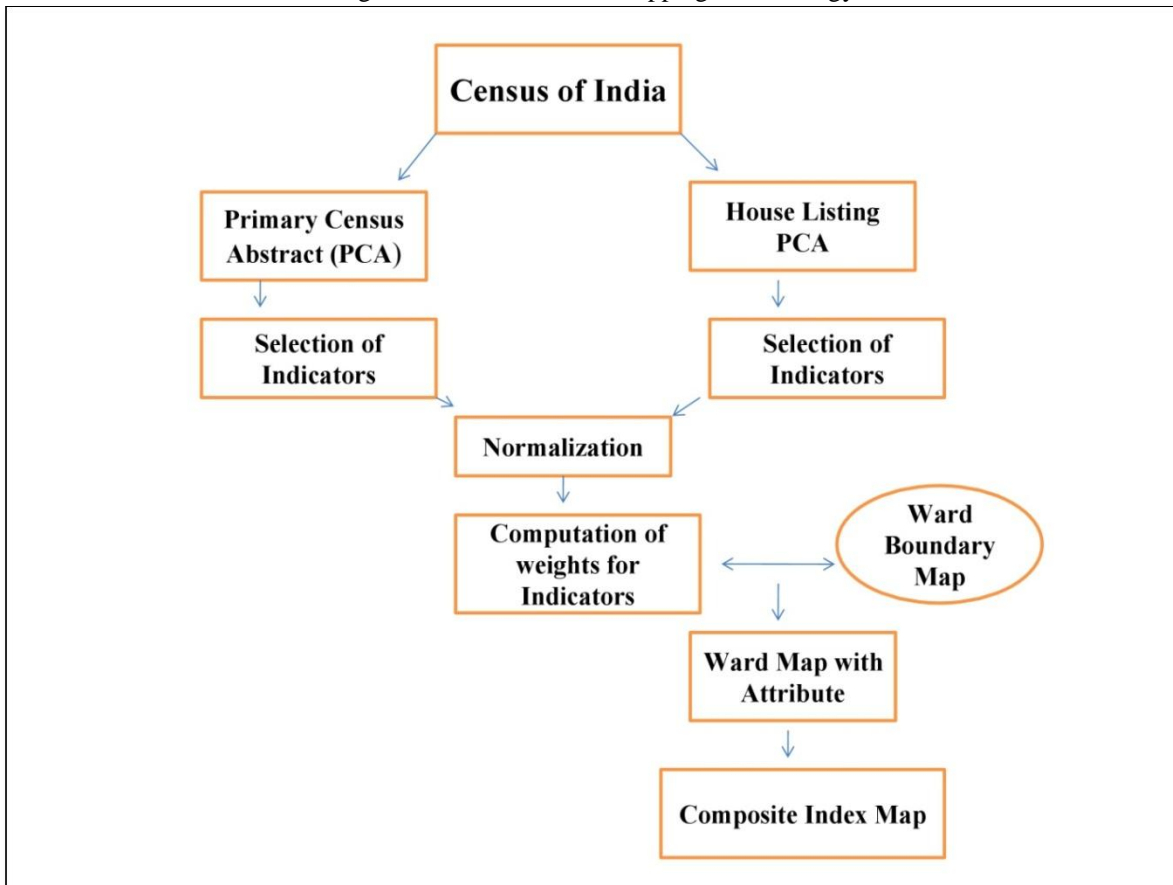 Census of India
Primary Census
Abstract (PCA)
House Listing
PCA
Selection of
Indicators
Selection of
Indicators
Normalization
Computation of
weights for
Indicators
Ward
Boundary
Map
Ward Map with
Attribute
Composite Index Map